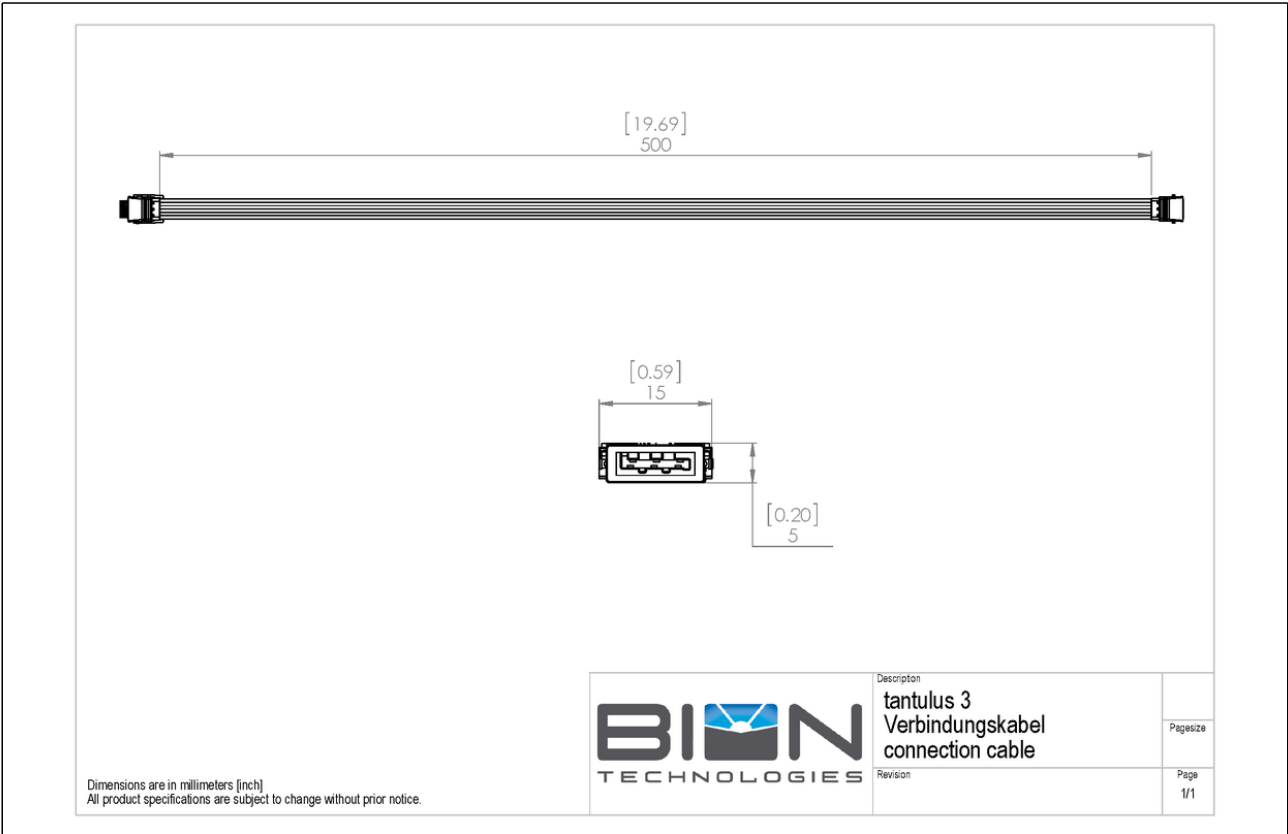 [19.69]
500
[0.59]
15
[0.20]
5
Dimensions are in millimeters [inch]
All product specifications are subject to change without prior notice.
BION
TECHNOLOGIES
Description
tantulus 3
Verbindungskabel
connection cable
Revision
Pagesize
Page
1/1